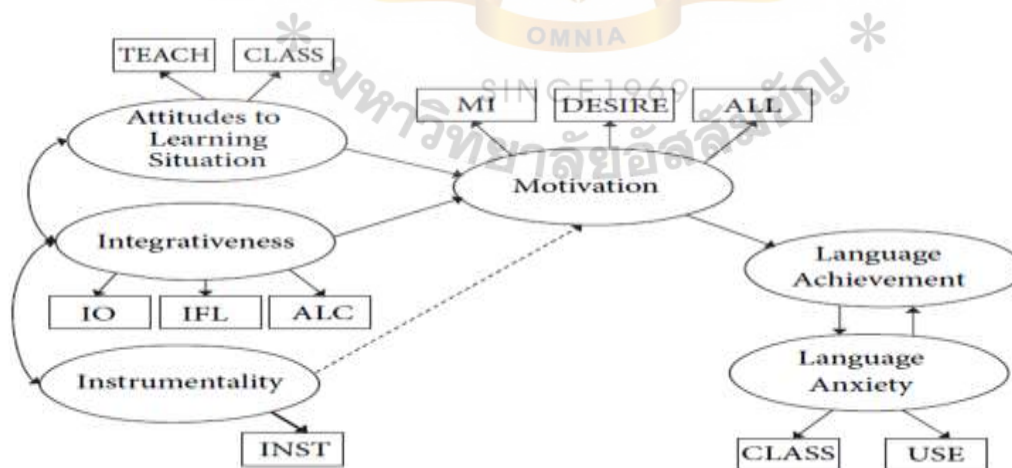 OMNIA
SINCE1969
มหาวิทยาลัยอัสสัมชัญ
TEACH
CLASS
Attitudes to
Learning
Situation
MI
DESIRE
ALL
Motivation
Integrativeness
IO
IFL
ALC
Instrumentality
INST
Language
Achievement
Language
Anxiety
CLASS
USE